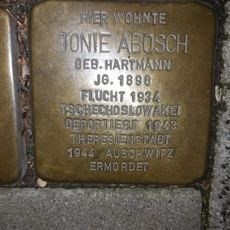 HIER WOHNTE
TONIE ABOSCH
GEB. HARTMANN
JG. 1896
FLUCHT 1934
TSCHECHOSLOWAKEI
DEPORTIERT 1943
THERESIENSTADT
1944 AUSCHWITZ
ERMORDET